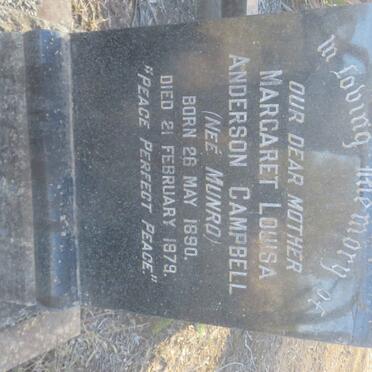 In Loving Memory of
OUR DEAR MOTHER
MARGARET LOUISA
ANDERSON CAMPBELL
(NEÉ MUNRO)
BORN 26 MAY 1890.
DIED 21 FEBRUARY 1979.
"PEACE PERFECT PEACE."